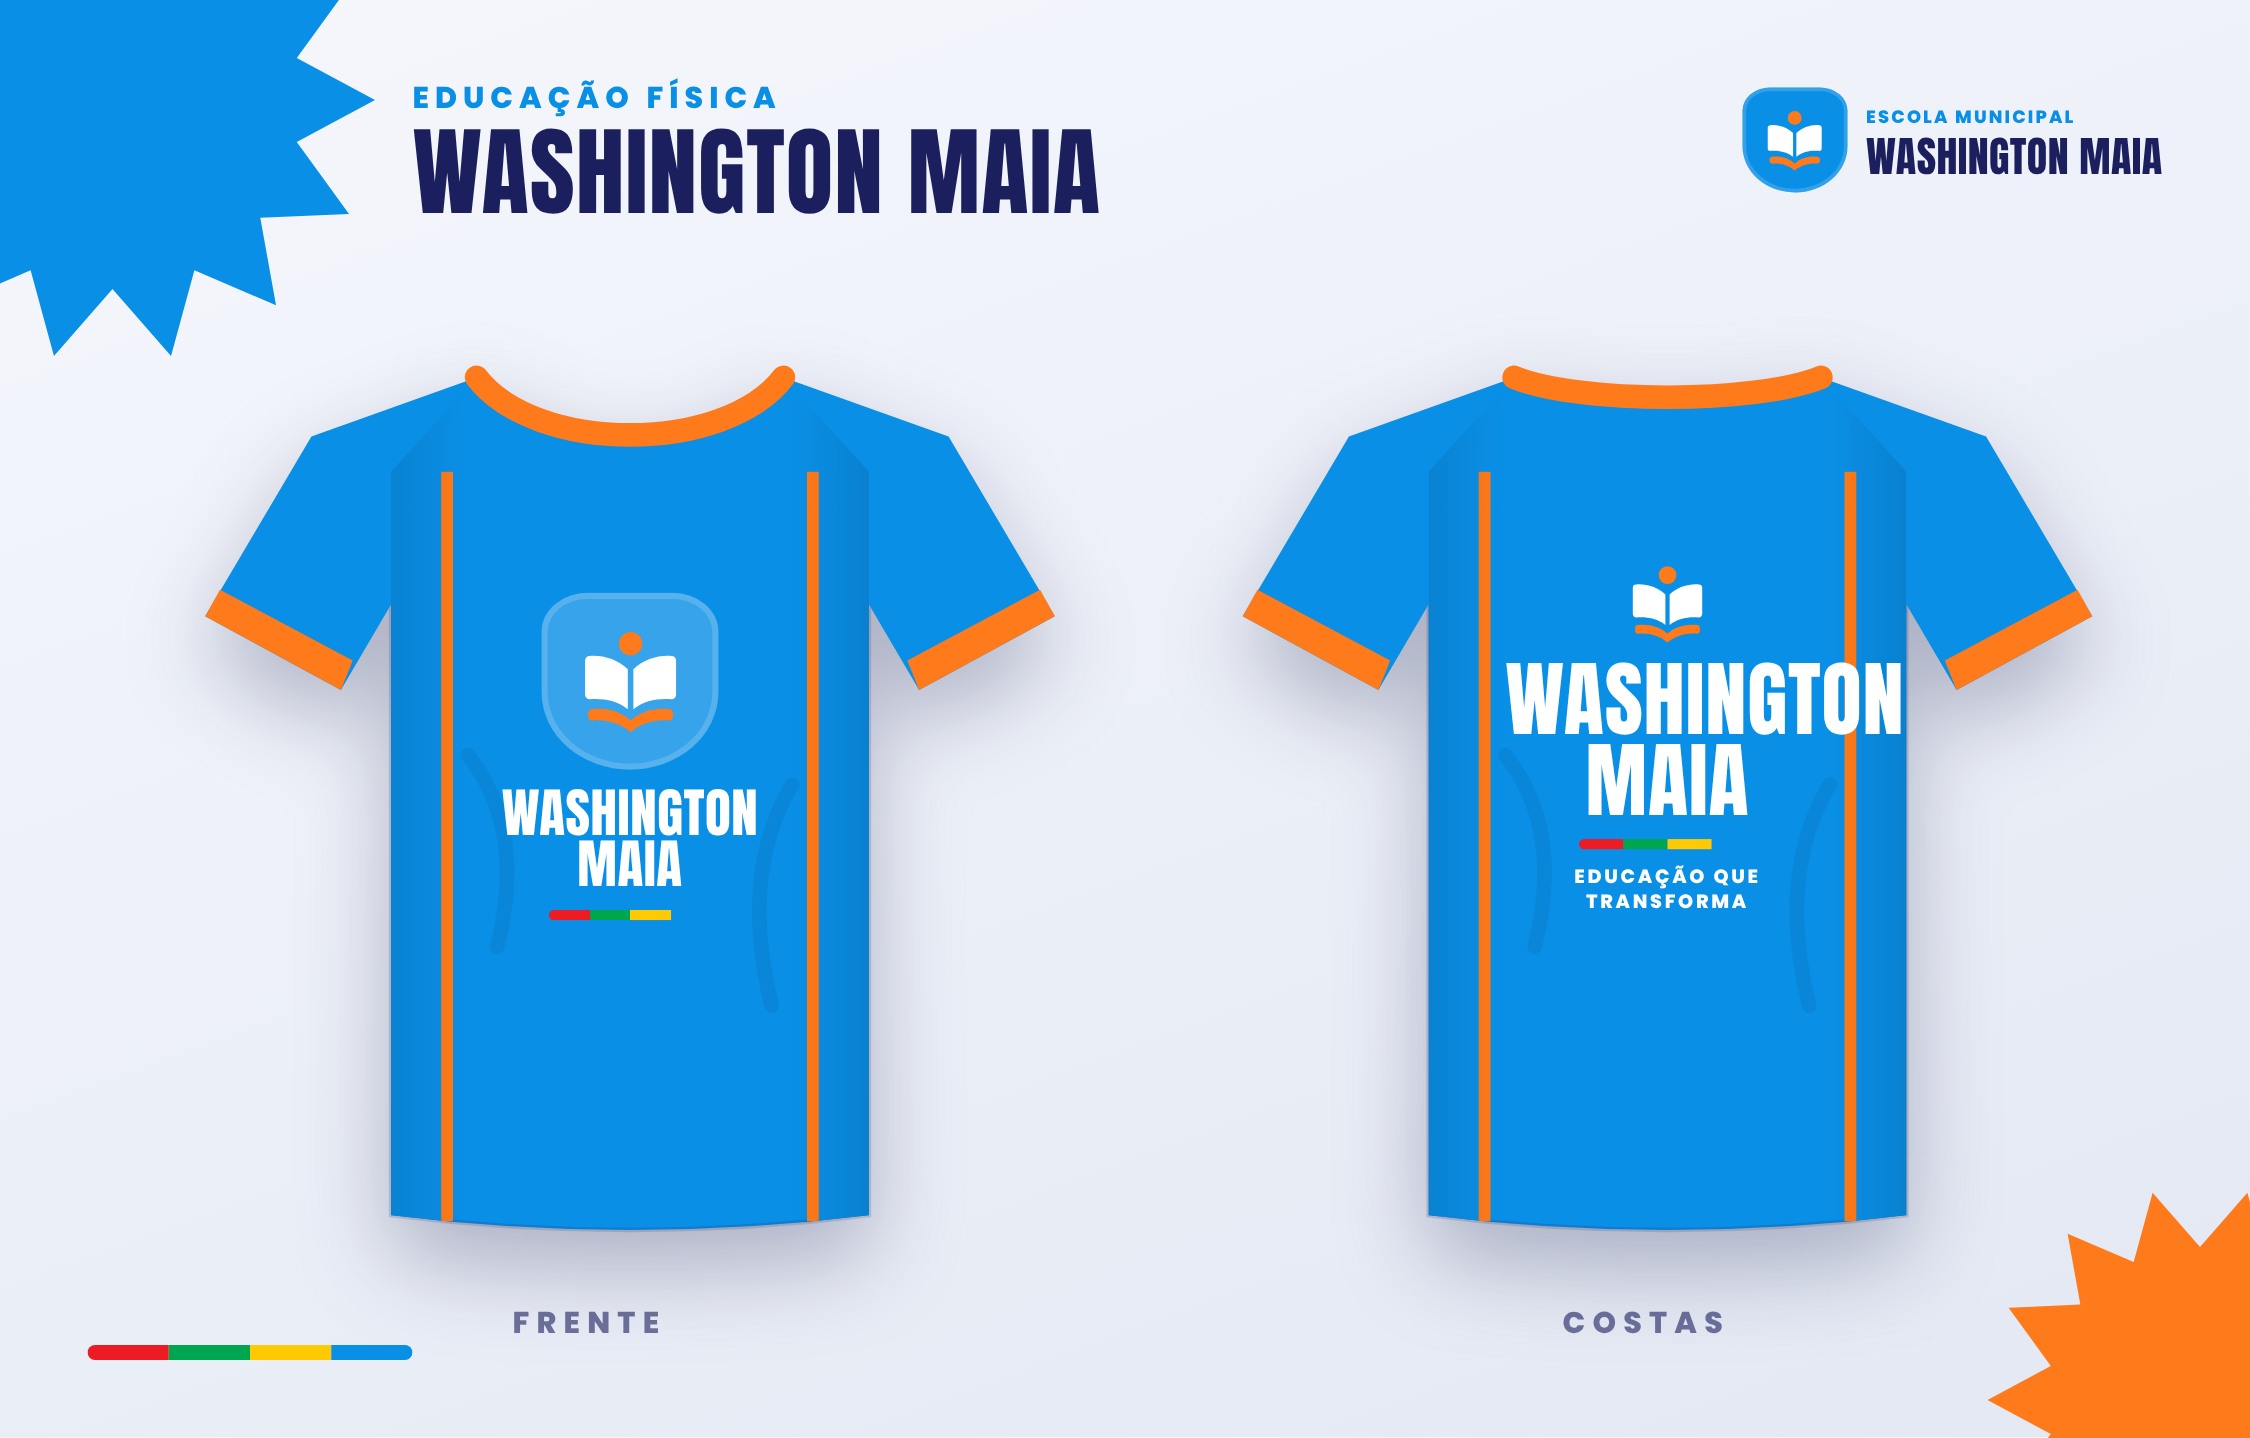 EDUCAÇÃO FÍSICA
WASHINGTON MAIA
ESCOLA MUNICIPAL
WASHINGTON MAIA
WASHINGTON
MAIA
WASHINGTON
MAIA
EDUCAÇÃO QUE
TRANSFORMA
FRENTE
COSTAS